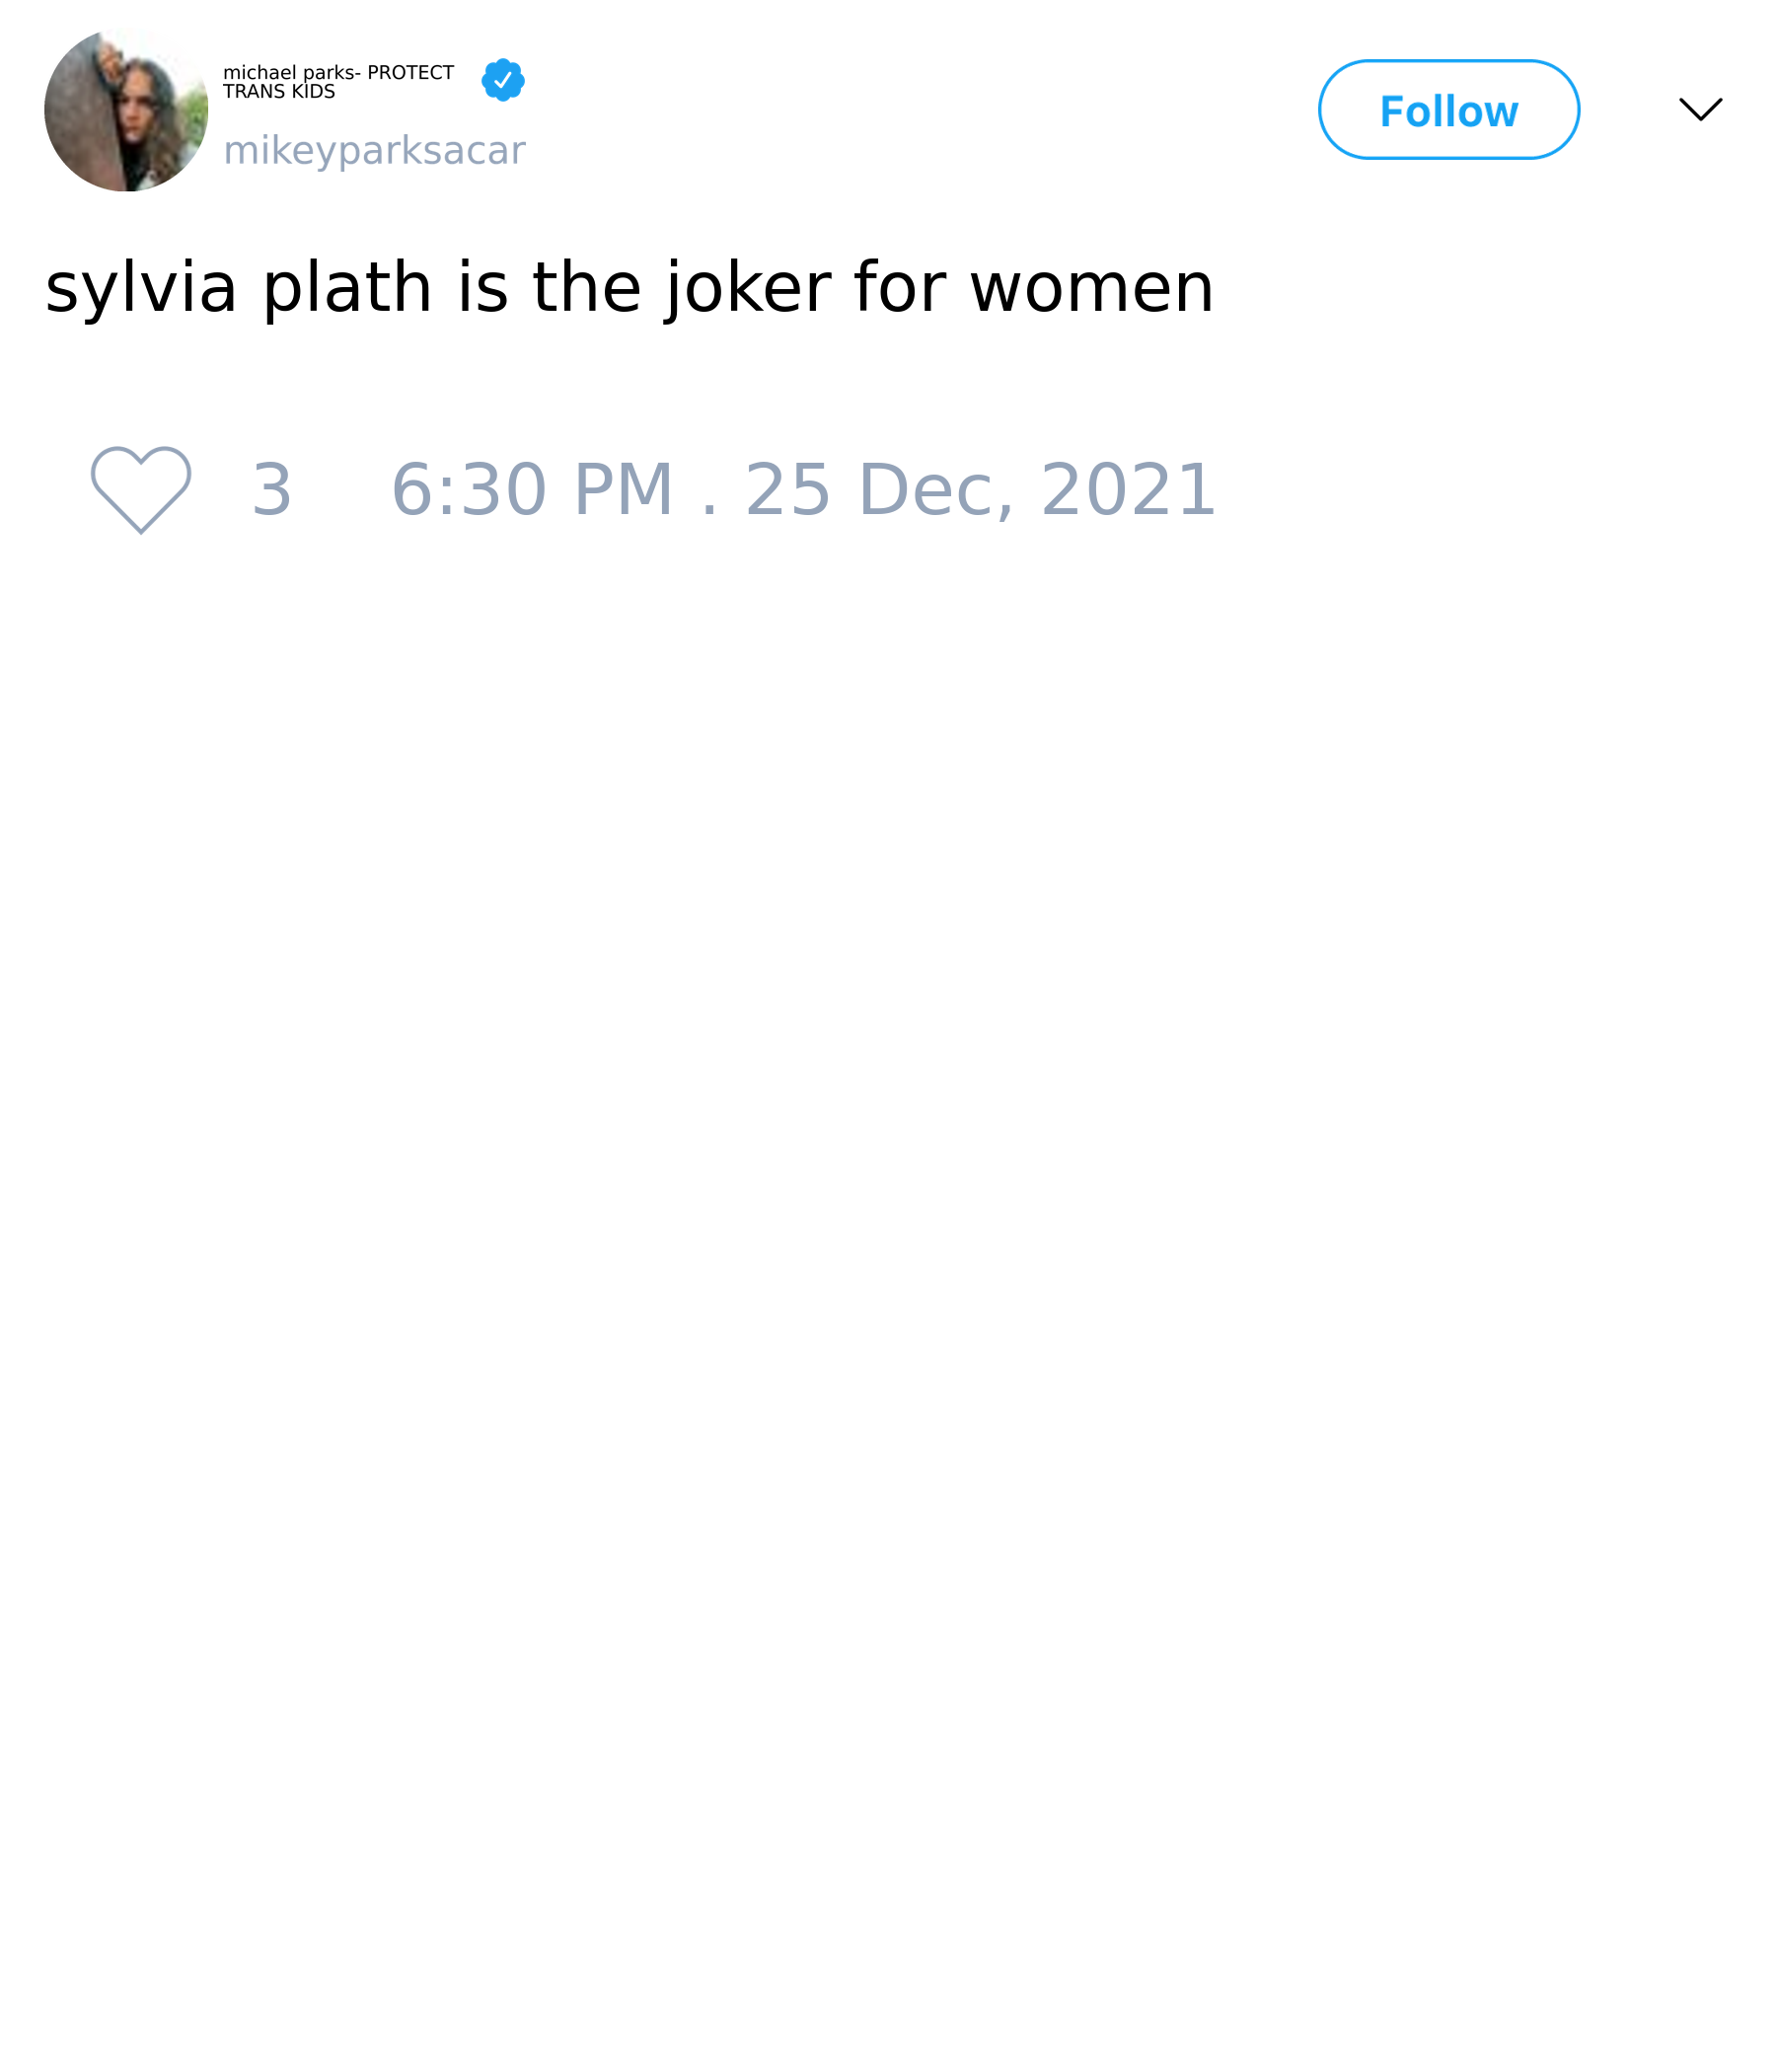 michael parks- PROTECT
TRANS KIDS
mikeyparksacar
Follow
sylvia plath is the joker for women
3 6:30 PM . 25 Dec, 2021